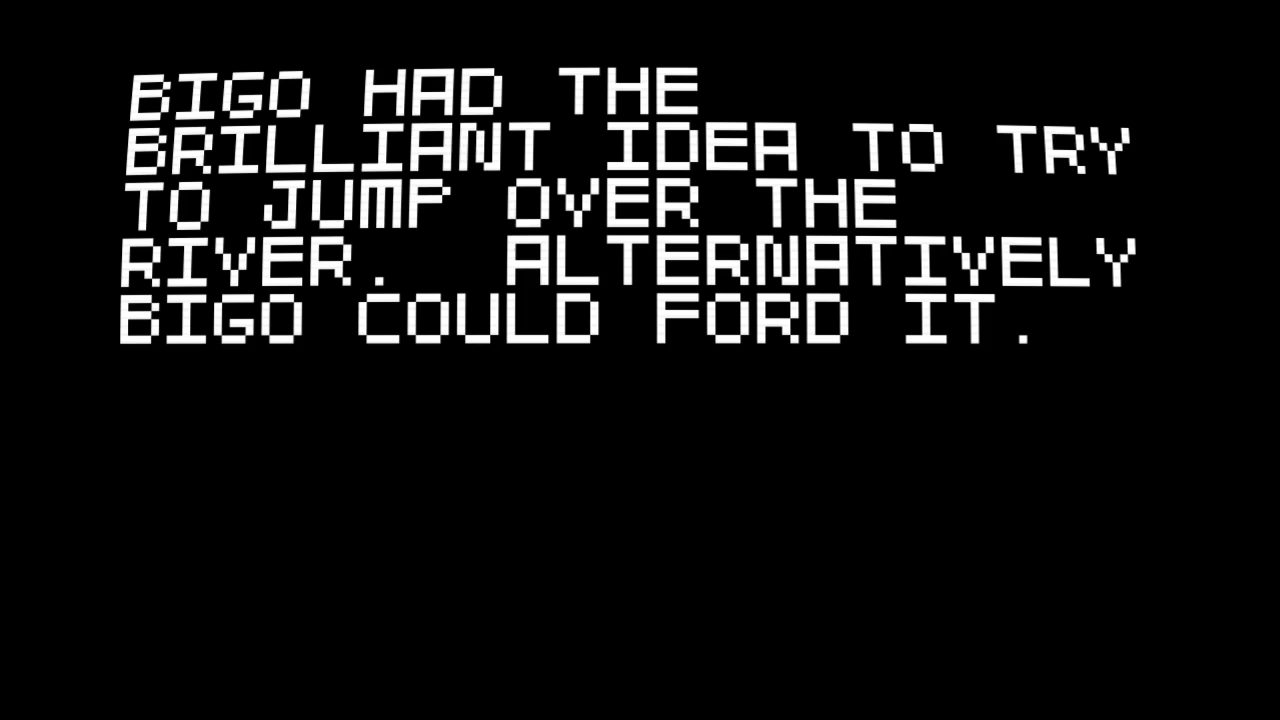 BIGO HAD THE
BRILLIANT IDEA TO TRY
TO JUMP OVER THE
RIVER.  ALTERNATIVELY
BIGO COULD FORD IT.